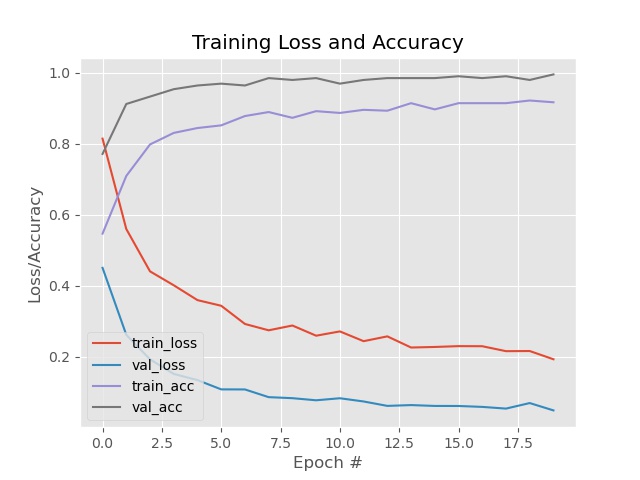 Training Loss and Accuracy
1.0
0.8
0.6
0.4
0.2
Loss/Accuracy
train_loss
val_loss
train_acc
val_acc
0.0 2.5 5.0 7.5 10.0 12.5 15.0 17.5
Epoch #